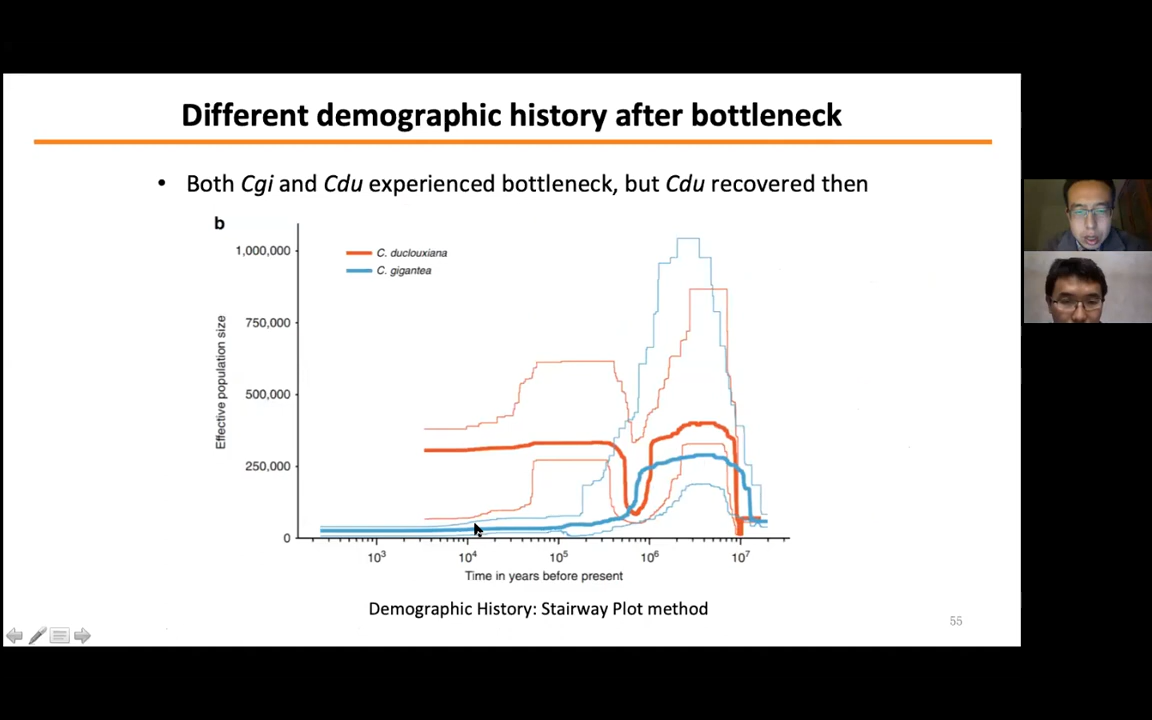 Different demographic history after bottleneck
• Both Cgi and Cdu experienced bottleneck, but Cdu recovered then
b
C. duclouxiana
C. gigantea
1,000,000
750,000
500,000
250,000
0
Effective population size
10³ 10⁴ 10⁵ 10⁶ 10⁷
Time in years before present
Demographic History: Stairway Plot method
55